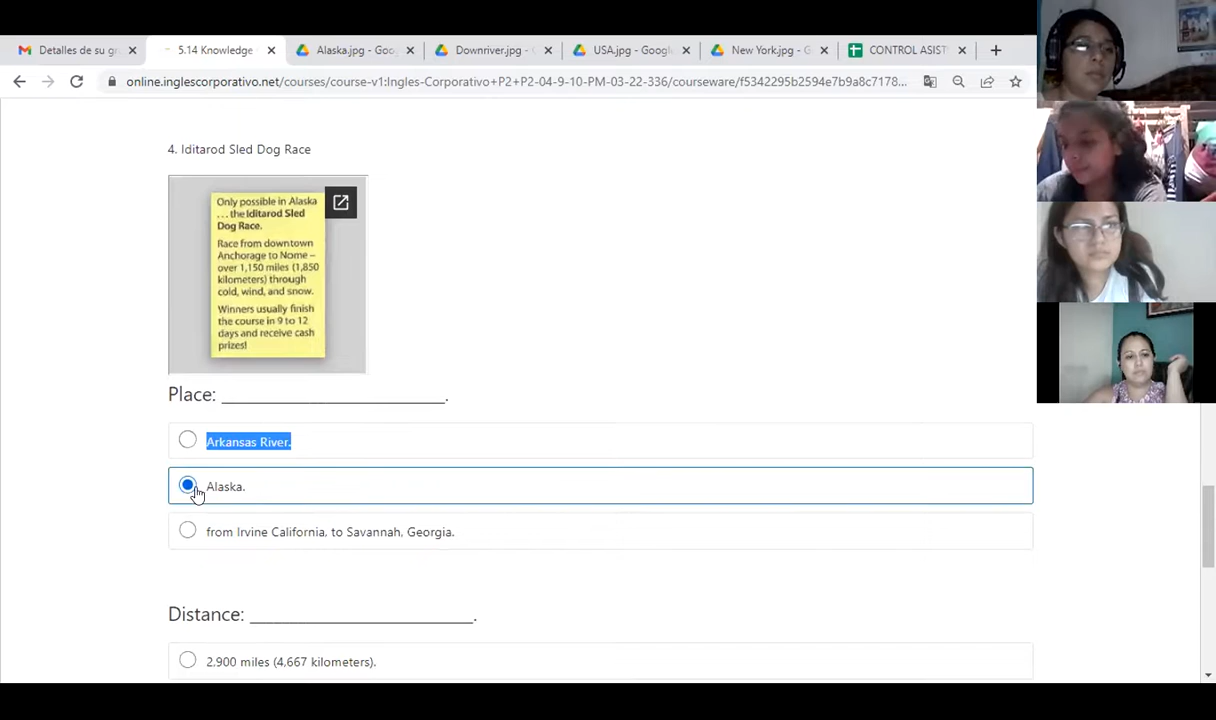 Detalles de su gr
5.14 Knowledge
Alaska.jpg - Goo
Downriver.jpg -
USA.jpg - Google
New York.jpg - G
CONTROL ASIST
online.inglescorporativo.net/courses/course-v1:Ingles-Corporativo+P2+P2-04-9-10-PM-03-22-336/courseware/f5342295b2594e7b9a8c7178...
4. Iditarod Sled Dog Race
Only possible in Alaska
... the Iditarod Sled
Dog Race.
Race from downtown
Anchorage to Nome –
over 1,150 miles (1,850
kilometers) through
cold, wind, and snow.
Winners usually finish
the course in 9 to 12
days and receive cash
prizes!
Place: ___________________________.
Arkansas River.
Alaska.
from Irvine California, to Savannah, Georgia.
Distance: ___________________________.
2.900 miles (4,667 kilometers).